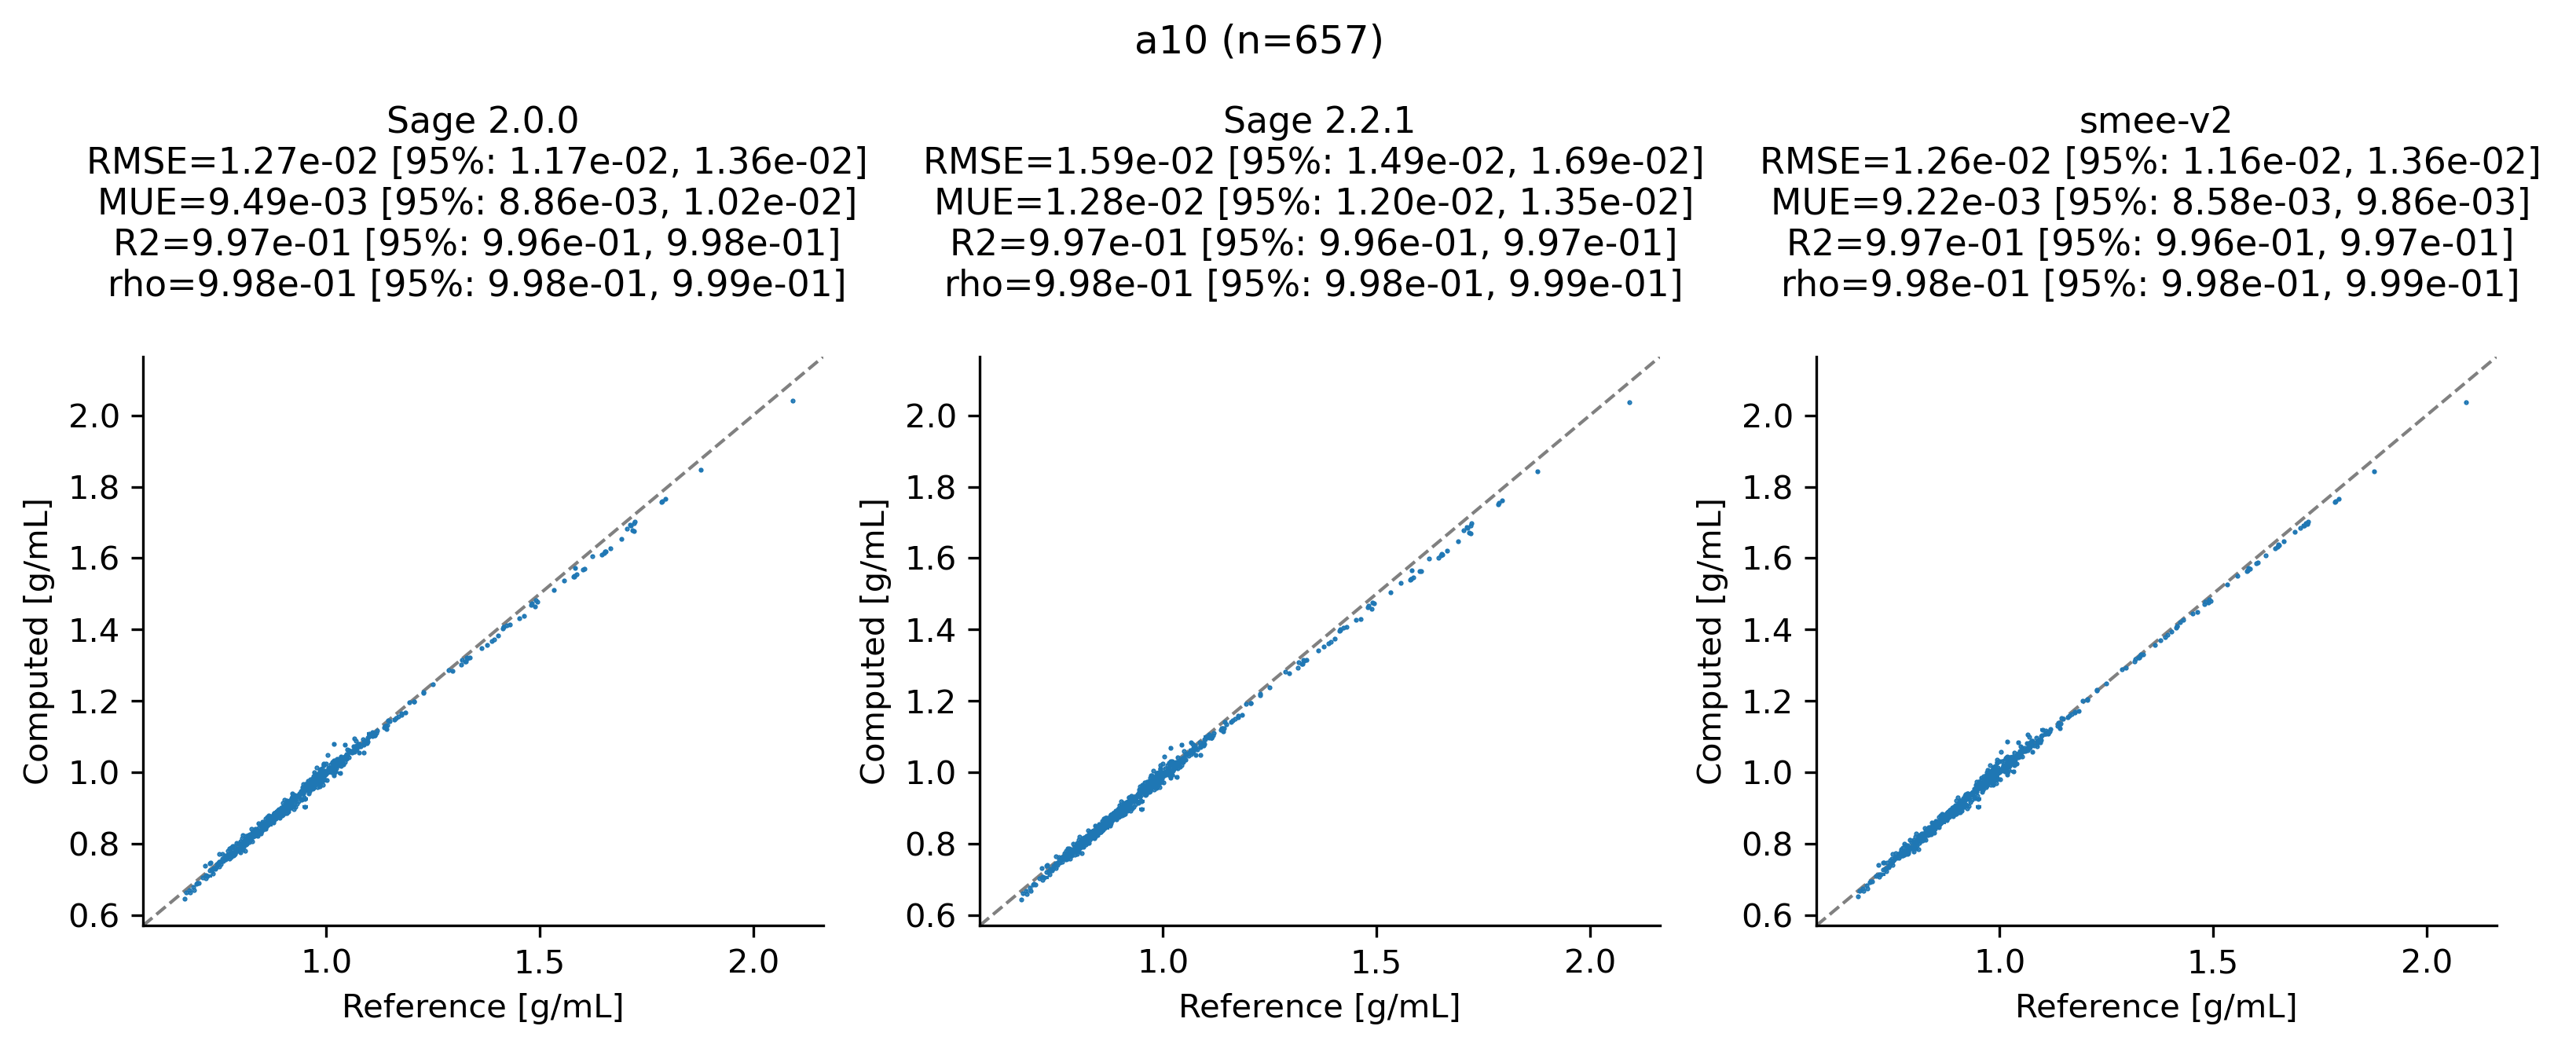 a10 (n=657)
Sage 2.0.0
RMSE=1.27e-02 [95%: 1.17e-02, 1.36e-02]
MUE=9.49e-03 [95%: 8.86e-03, 1.02e-02]
R2=9.97e-01 [95%: 9.96e-01, 9.98e-01]
rho=9.98e-01 [95%: 9.98e-01, 9.99e-01]
Computed [g/mL]
2.0
1.8
1.6
1.4
1.2
1.0
0.8
0.6
1.0 1.5 2.0
Reference [g/mL]
Sage 2.2.1
RMSE=1.59e-02 [95%: 1.49e-02, 1.69e-02]
MUE=1.28e-02 [95%: 1.20e-02, 1.35e-02]
R2=9.97e-01 [95%: 9.96e-01, 9.97e-01]
rho=9.98e-01 [95%: 9.98e-01, 9.99e-01]
Computed [g/mL]
2.0
1.8
1.6
1.4
1.2
1.0
0.8
0.6
1.0 1.5 2.0
Reference [g/mL]
smee-v2
RMSE=1.26e-02 [95%: 1.16e-02, 1.36e-02]
MUE=9.22e-03 [95%: 8.58e-03, 9.86e-03]
R2=9.97e-01 [95%: 9.96e-01, 9.97e-01]
rho=9.98e-01 [95%: 9.98e-01, 9.99e-01]
Computed [g/mL]
2.0
1.8
1.6
1.4
1.2
1.0
0.8
0.6
1.0 1.5 2.0
Reference [g/mL]